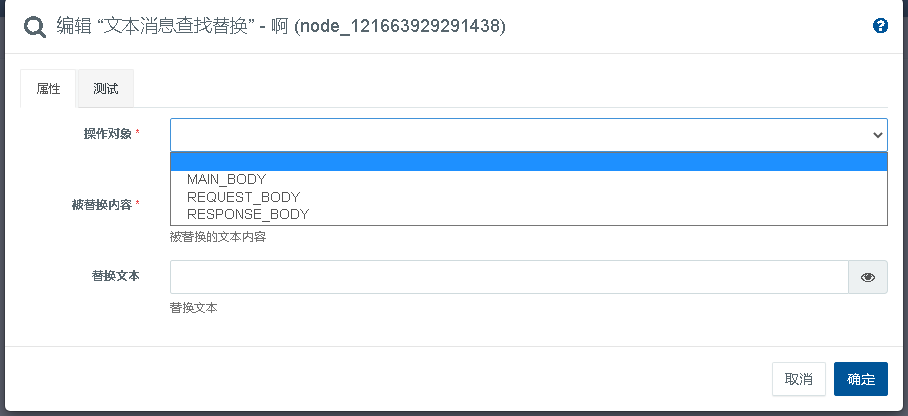 编辑 “文本消息查找替换” - 啊 (node_121663929291438)
属性 测试
操作对象 *
MAIN_BODY
REQUEST_BODY
RESPONSE_BODY
被替换内容 *
被替换的文本内容
替换文本
替换文本
取消 确定